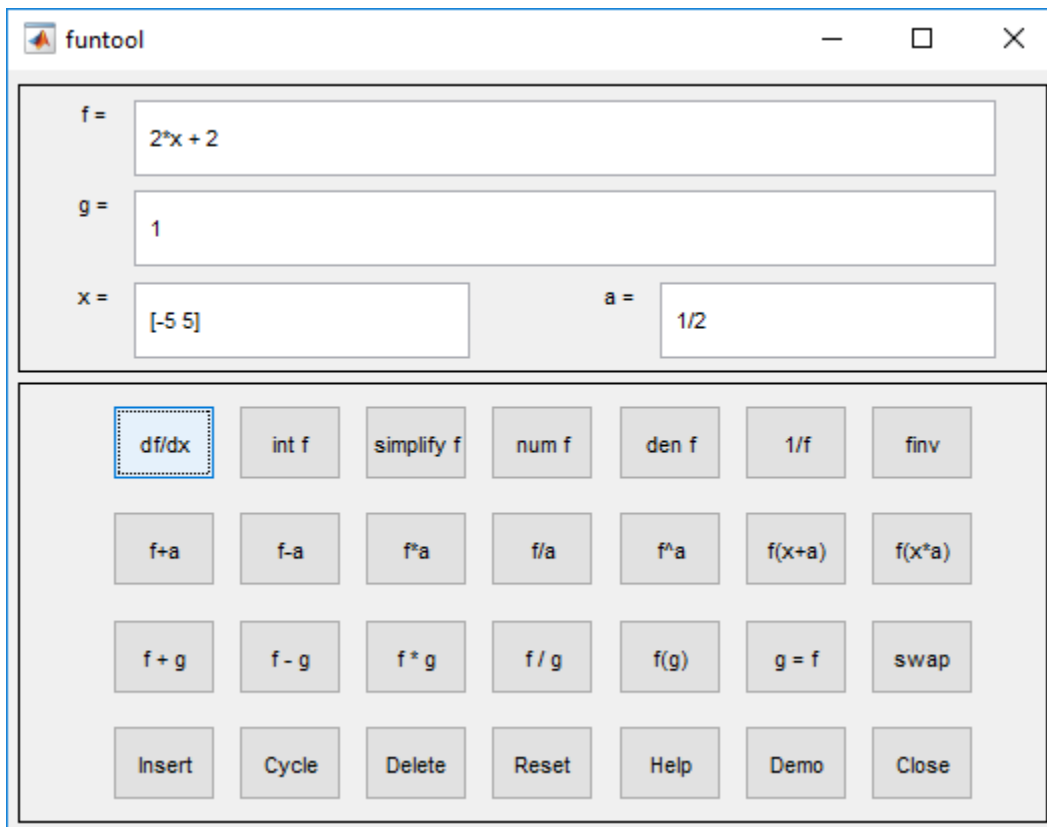 funtool
f =
2*x + 2
g =
1
x =
[-5 5]
a =
1/2
df/dx int f simplify f num f den f 1/f finv
f+a f-a f*a f/a f^a f(x+a) f(x*a)
f + g f - g f * g f / g f(g) g = f swap
Insert Cycle Delete Reset Help Demo Close